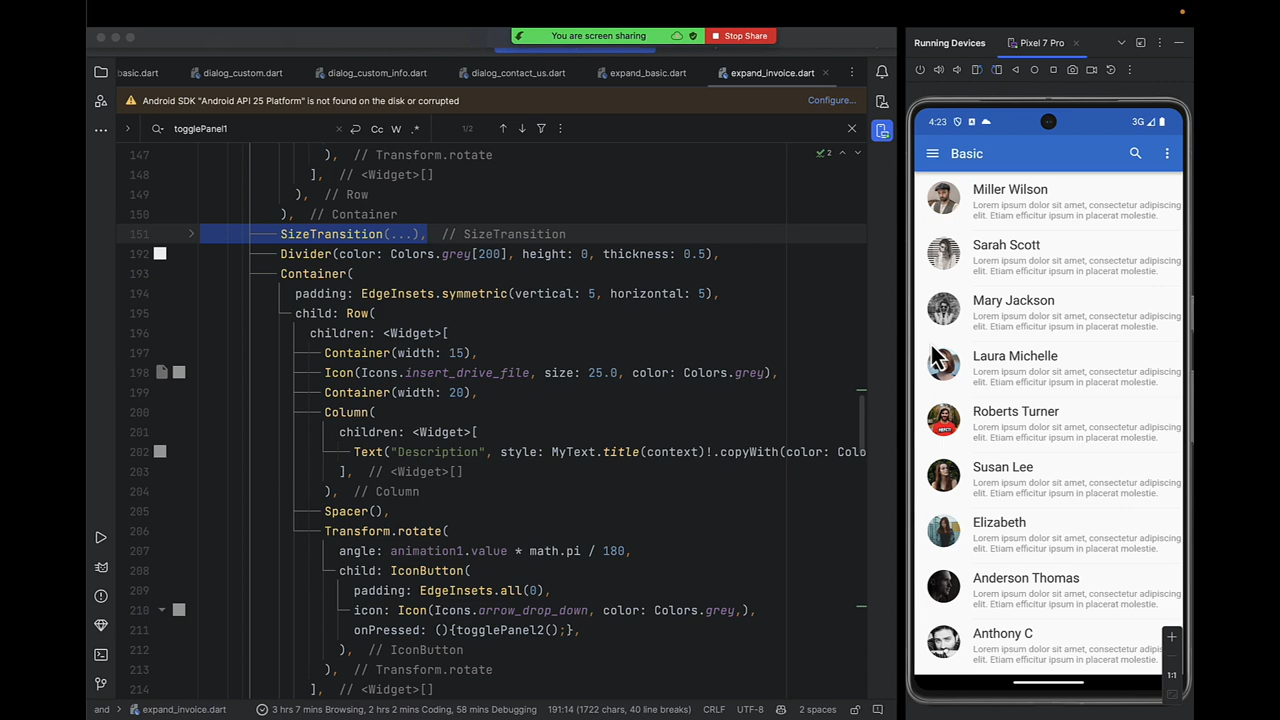 You are screen sharing
Stop Share
basic.dart
dialog_custom.dart
dialog_custom_info.dart
dialog_contact_us.dart
expand_basic.dart
expand_invoice.dart
Android SDK "Android API 25 Platform" is not found on the disk or corrupted
Configure...
togglePanel1
Cc W .*
1/2
2
147 ), // Transform.rotate
148 ], // <Widget>[]
149 ), // Row
150 ), // Container
151 SizeTransition(...), // SizeTransition
192 Divider(color: Colors.grey[200], height: 0, thickness: 0.5),
193 Container(
194 padding: EdgeInsets.symmetric(vertical: 5, horizontal: 5),
195 child: Row(
196 children: <Widget>[
197 Container(width: 15),
198 Icon(Icons.insert_drive_file, size: 25.0, color: Colors.grey),
199 Container(width: 20),
200 Column(
201 children: <Widget>[
202 Text("Description", style: MyText.title(context)!.copyWith(color: Colo
203 ], // <Widget>[]
204 ), // Column
205 Spacer(),
206 Transform.rotate(
207 angle: animation1.value * math.pi / 180,
208 child: IconButton(
209 padding: EdgeInsets.all(0),
210 icon: Icon(Icons.arrow_drop_down, color: Colors.grey,),
211 onPressed: (){togglePanel2();},
212 ), // IconButton
213 ), // Transform.rotate
214 ], // <Widget>[]
and > expand_invoice.dart
3 hrs 7 mins Browsing, 2 hrs 2 mins Coding, 58 mins Debugging
191:14 (1722 chars, 40 line breaks)
CRLF
UTF-8
2 spaces
Running Devices
Pixel 7 Pro
4:23
3G
Basic
Miller Wilson
Lorem ipsum dolor sit amet, consectetur adipiscing
elit. Etiam efficitur ipsum in placerat molestie.
Sarah Scott
Lorem ipsum dolor sit amet, consectetur adipiscing
elit. Etiam efficitur ipsum in placerat molestie.
Mary Jackson
Lorem ipsum dolor sit amet, consectetur adipiscing
elit. Etiam efficitur ipsum in placerat molestie.
Laura Michelle
Lorem ipsum dolor sit amet, consectetur adipiscing
elit. Etiam efficitur ipsum in placerat molestie.
Roberts Turner
Lorem ipsum dolor sit amet, consectetur adipiscing
elit. Etiam efficitur ipsum in placerat molestie.
Susan Lee
Lorem ipsum dolor sit amet, consectetur adipiscing
elit. Etiam efficitur ipsum in placerat molestie.
Elizabeth
Lorem ipsum dolor sit amet, consectetur adipiscing
elit. Etiam efficitur ipsum in placerat molestie.
Anderson Thomas
Lorem ipsum dolor sit amet, consectetur adipiscing
elit. Etiam efficitur ipsum in placerat molestie.
Anthony C
Lorem ipsum dolor sit amet, consectetur
elit. Etiam efficitur ipsum in placerat molestie.
1:1